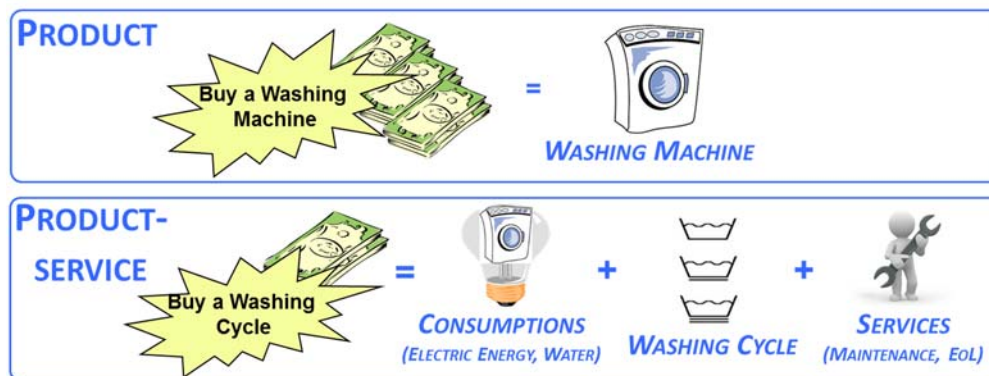 PRODUCT
Buy a Washing
Machine
=
WASHING MACHINE
PRODUCT-
SERVICE
Buy a Washing
Cycle
=
+
+
CONSUMPTIONS
(ELECTRIC ENERGY, WATER)
WASHING CYCLE
SERVICES
(MAINTENANCE, EOL)